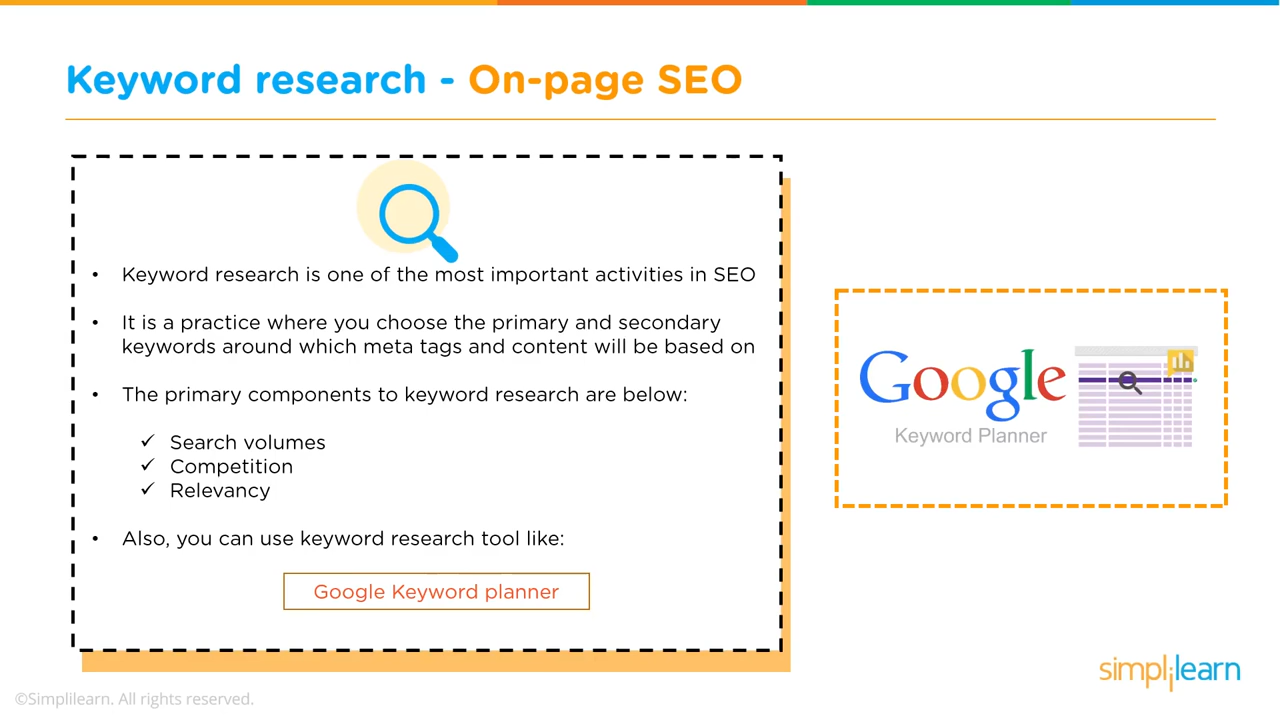 Keyword research - On-page SEO
• Keyword research is one of the most important activities in SEO
• It is a practice where you choose the primary and secondary
keywords around which meta tags and content will be based on
• The primary components to keyword research are below:
✓ Search volumes
✓ Competition
✓ Relevancy
• Also, you can use keyword research tool like:
Google Keyword planner
Google
Keyword Planner
simplilearn
©Simplilearn. All rights reserved.